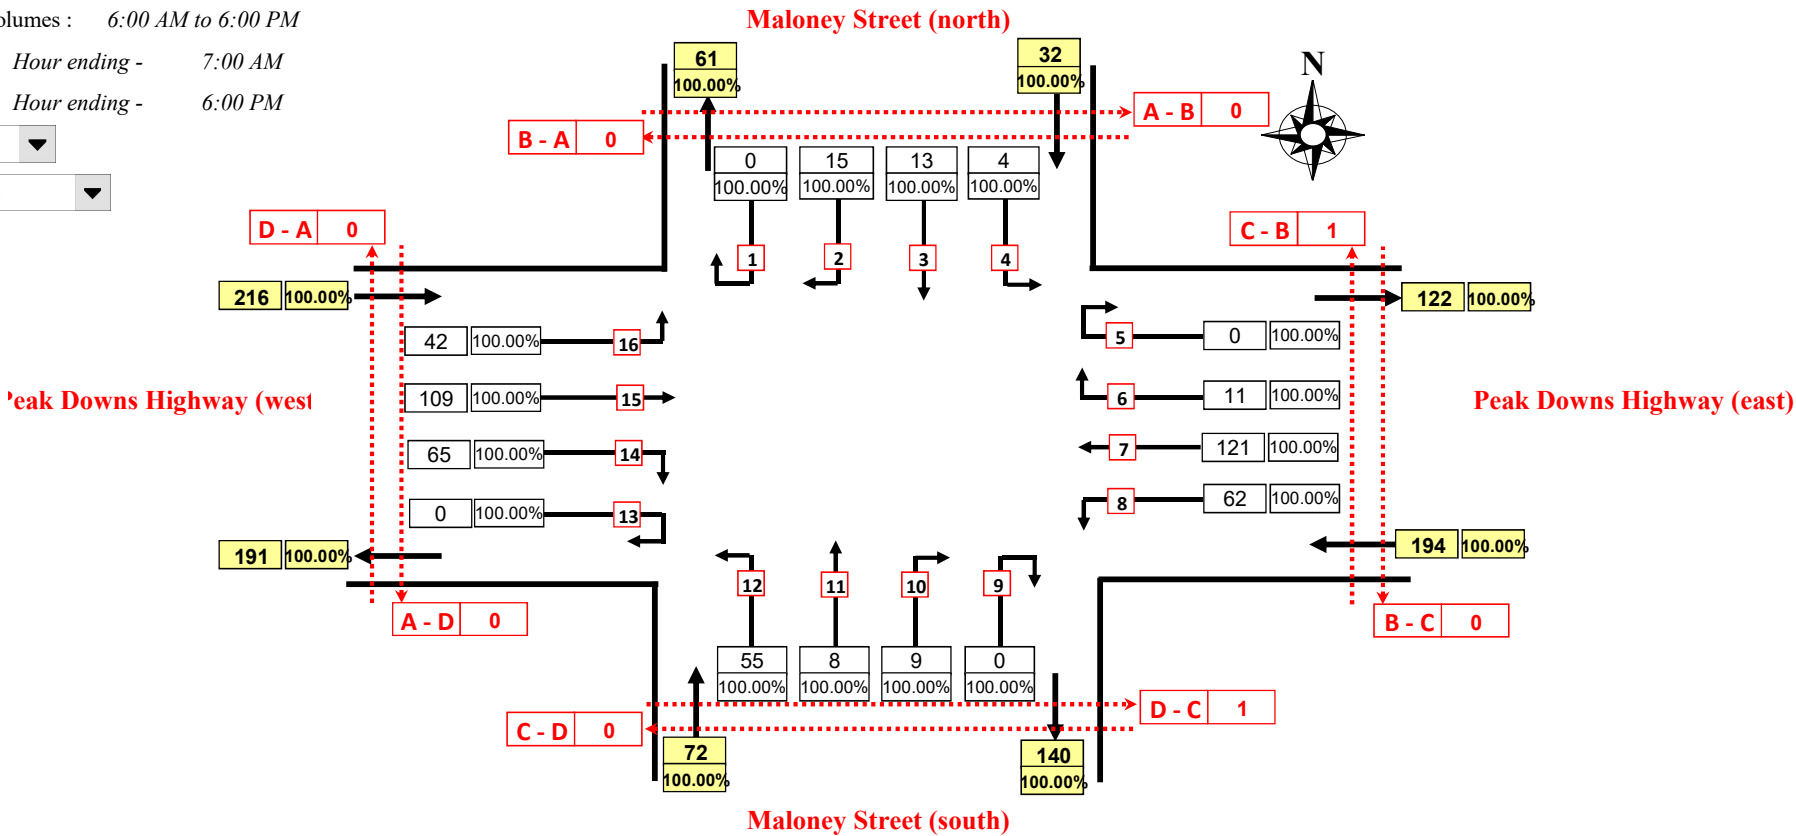 olumes : 6:00 AM to 6:00 PM
Maloney Street (north)
Hour ending - 7:00 AM
Hour ending - 6:00 PM
61
100.00%
32
100.00%
N
A - B 0
B - A 0
0
100.00%
15
100.00%
13
100.00%
4
100.00%
D - A 0
C - B 1
1
2
3
4
216 100.00%
122 100.00%
42 100.00% 16
5 0 100.00%
109 100.00% 15
6 11 100.00%
Peak Downs Highway (west
Peak Downs Highway (east)
65 100.00% 14
7 121 100.00%
0 100.00% 13
8 62 100.00%
191 100.00%
194 100.00%
12
11
10
9
A - D 0
B - C 0
55
100.00%
8
100.00%
9
100.00%
0
100.00%
C - D 0
D - C 1
72
100.00%
140
100.00%
Maloney Street (south)